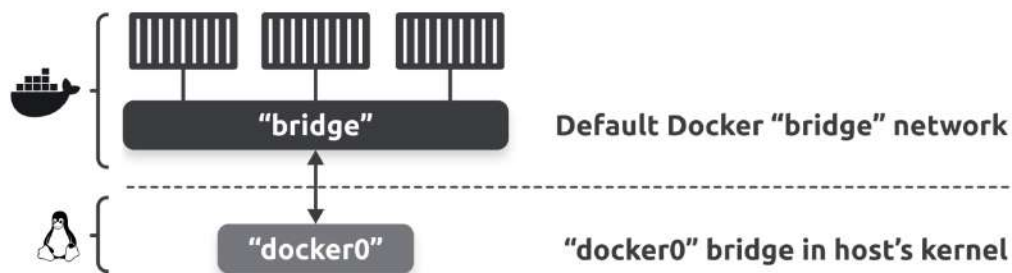 “bridge”
Default Docker “bridge” network
“docker0”
“docker0” bridge in host’s kernel